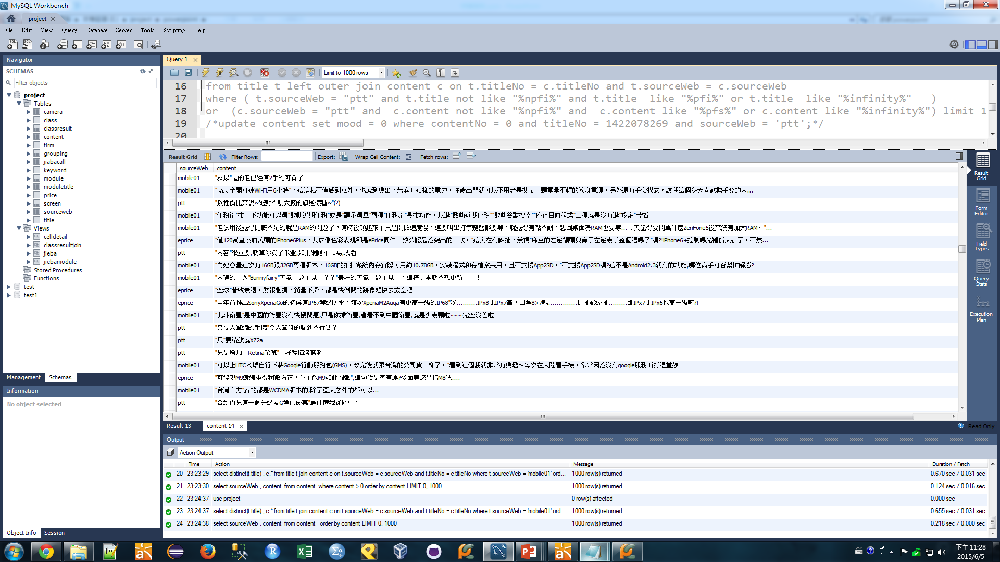 MySQL Workbench
project
File Edit View Query Database Server Tools Scripting Help
Navigator
SCHEMAS
Filter objects
project
Tables
camera
class
classresult
content
firm
grouping
jiabacall
keyword
module
moduletitle
price
screen
sourceweb
title
Views
celldetail
classresultjoin
jieba
jiebamodule
Stored Procedures
Functions
test
test1
Management Schemas
Information
No object selected
Object Info Session
Query 1
Limit to 1000 rows
16 from title t left outer join content c on t.titleNo = c.titleNo and t.sourceWeb = c.sourceWeb
17 where ( t.sourceWeb = "ptt" and t.title not like "%npfi%" and t.title like "%pfi%" or t.title like "%infinity%" )
18 or (c.sourceWeb = "ptt" and c.content not like "%npfi%" and c.content like "%pfs%" or c.content like "%infinity%") limit 1
19 /*update content set mood = 0 where contentNo = 0 and titleNo = 1422078269 and sourceWeb = 'ptt';*/
20
Result Grid Filter Rows: Export: Wrap Cell Content: Fetch rows:
sourceWeb content
mobile01 "玄以"是的但已經有2手的可買了
mobile01 "亮度全開可連Wi-Fi用6小時"，這讓我不僅感到意外，也感到興奮，若真有這樣的電力，往後出門就可以不用老是攜帶一顆重量不輕的隨身電源。另外還有手套模式，讓我這個冬天喜歡戴手套的人...
ptt "以性價比來說~絕對不輸大廠的旗艦機種~"(?)
mobile01 "任務鍵"按一下功能可以選"啟動近期任務"或是"顯示選單"兩種"任務鍵"長按功能可以選"啟動近期任務""啟動谷歌搜索""停止目前程式"三種就是沒有選"設定"苦惱
mobile01 "但試用後覺得比較不足的就是RAM的問題了，有時後頓起來不只是開啟速度慢，連要叫出打字鍵盤都要等，就覺得有點不耐，想回桌面清RAM也要等...今天記得要問為什麼ZenFone5後來沒有加大RAM。"...
eprice "僅120萬畫素前鏡頭的iPhone6Plus，其成像色彩表現卻是ePrice同仁一致公認最為突出的一款。"這實在有點扯，無視"麻豆的左邊額頭與鼻子左邊幾乎整個過曝了"嗎?!iPhone6+控制曝光補償太多了，不然...
ptt "內容"很重要,就算你買了米盒,如果網路不順暢,或者
mobile01 "內建容量這次有16GB跟32GB兩種版本，16GB的扣掉系統內存實際可用約10.78GB，安裝程式和存檔案共用，且不支援App2SD。"不支援App2SD嗎?這不是Android2.3就有的功能,哪位高手可否幫忙解惑?
mobile01 "內建的主題"Bunnyfairy"天氣主題不見了？？"最好的天氣主題不見了，這樣更本就不想更新了！！
eprice "全球"營收衰退，財報虧損，銷量下滑，都是快倒閉的跡象趕快去放空吧
eprice "兩年前推出SonyXperiaGo的時侯有IP67等級防水，這次XperiaM2Auqa有更高一級的IP68"噗..........IPx8比IPx7高，因為8>7嗎..............比扯鈴還扯.........那IPx7比IPx6也高一級囉?!
mobile01 "北斗衛星"是中國的衛星沒有快慢問題,只是你掃衛星,會看不到中國衛星,就是少幾顆啦~~~完全沒差啦
ptt "又令人驚爛的手機"令人驚訝的爛到不行嗎？
ptt "只"要續航就XZ2a
ptt "只是增加了Retina螢幕"？好輕描淡寫啊
mobile01 "可以上HTC商城自行下載Google行動服務包(GMS)，改完後就跟台灣的公司貨一樣了。"看到這個我就非常有興趣～每次在大陸看手機，常常因為沒有google服務而打退堂鼓
eprice "可發現M9邊線變得稍微方正，並不像M9如此圓弧",這句話是否有誤?後面應該是指M8吧....
mobile01 "台灣官方"賣的都是WCDMA版本的,除了亞太之外的都可以...
ptt "合約內只有一個升級４G通信優惠"為什麼我從圖中看
Result Grid
Form Editor
Field Types
Query Stats
Execution Plan
Result 13 content 14
Read Only
Output
Action Output
Time Action Message Duration / Fetch
20 23:23:29 select distinct(t.title) , c.* from title t join content c on t.sourceWeb = c.sourceWeb and t.titleNo = c.titleNo where t.sourceWeb = 'mobile01' ord... 1000 row(s) returned 0.670 sec / 0.031 sec
21 23:23:30 select sourceWeb , content from content where content > 0 order by content LIMIT 0, 1000 1000 row(s) returned 0.124 sec / 0.016 sec
22 23:24:37 use project 0 row(s) affected 0.000 sec
23 23:24:37 select distinct(t.title) , c.* from title t join content c on t.sourceWeb = c.sourceWeb and t.titleNo = c.titleNo where t.sourceWeb = 'mobile01' ord... 1000 row(s) returned 0.655 sec / 0.031 sec
24 23:24:38 select sourceWeb , content from content order by content LIMIT 0, 1000 1000 row(s) returned 0.218 sec / 0.000 sec
下午 11:28
2015/6/5